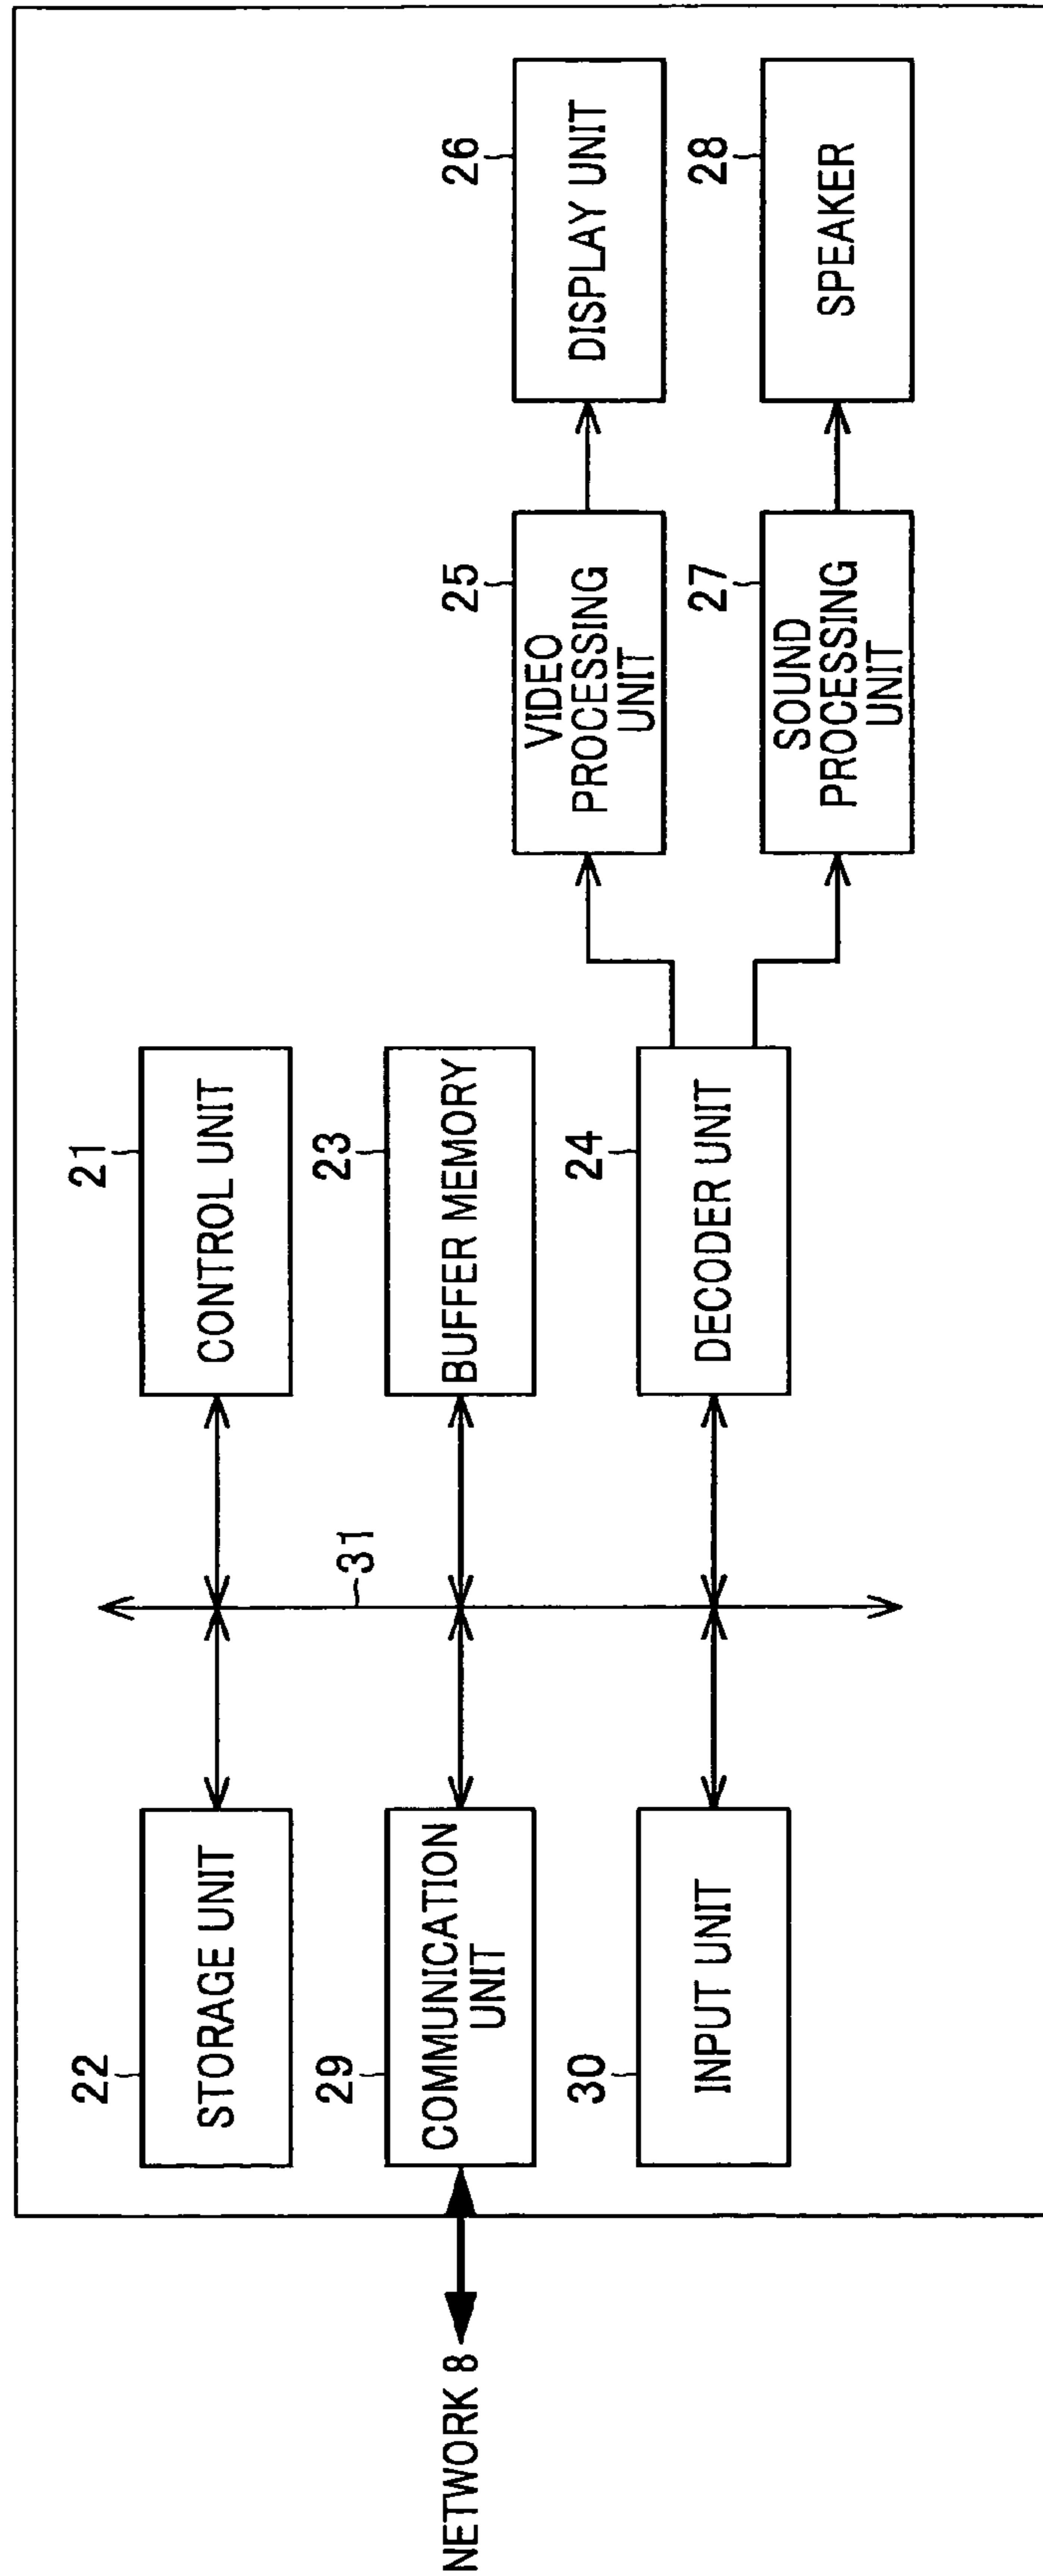 22
STORAGE UNIT
21
CONTROL UNIT
31
NETWORK 8
29
COMMUNICATION
UNIT
23
BUFFER MEMORY
30
INPUT UNIT
24
DECODER UNIT
25
VIDEO
PROCESSING
UNIT
26
DISPLAY UNIT
27
SOUND
PROCESSING
UNIT
28
SPEAKER